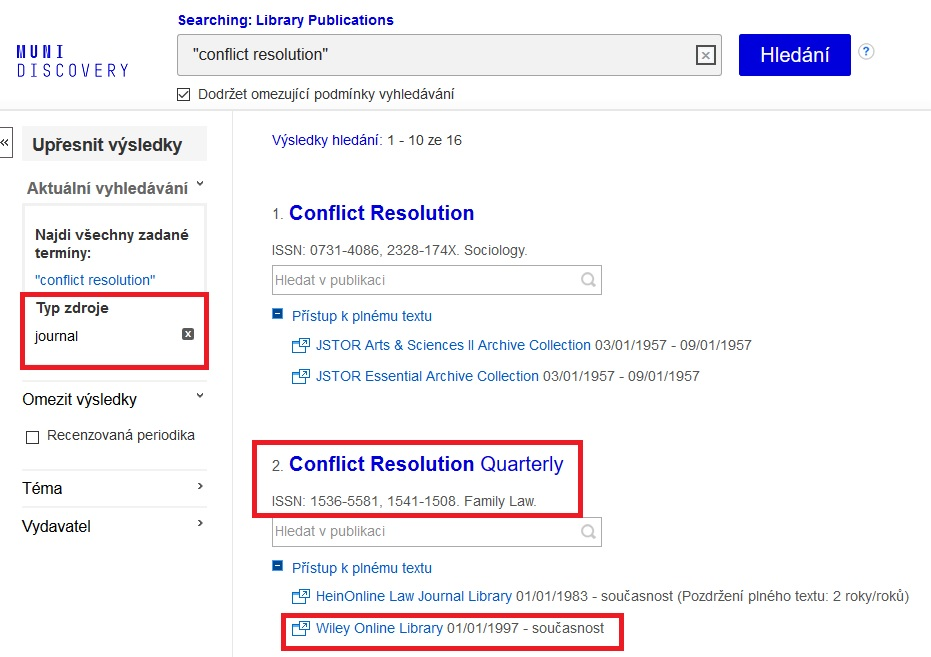 Searching: Library Publications
MUNI
DISCOVERY
"conflict resolution"
Hledání
?
Dodržet omezující podmínky vyhledávání
«
Upřesnit výsledky
Aktuální vyhledávání
Najdi všechny zadané
termíny:
"conflict resolution"
Typ zdroje
journal
Omezit výsledky
Recenzovaná periodika
Téma
Vydavatel
Výsledky hledání: 1 - 10 ze 16
1. Conflict Resolution
ISSN: 0731-4086, 2328-174X. Sociology.
Hledat v publikaci
Přístup k plnému textu
JSTOR Arts & Sciences II Archive Collection 03/01/1957 - 09/01/1957
JSTOR Essential Archive Collection 03/01/1957 - 09/01/1957
2. Conflict Resolution Quarterly
ISSN: 1536-5581, 1541-1508. Family Law.
Hledat v publikaci
Přístup k plnému textu
HeinOnline Law Journal Library 01/01/1983 - současnost (Pozdržení plného textu: 2 roky/roků)
Wiley Online Library 01/01/1997 - současnost